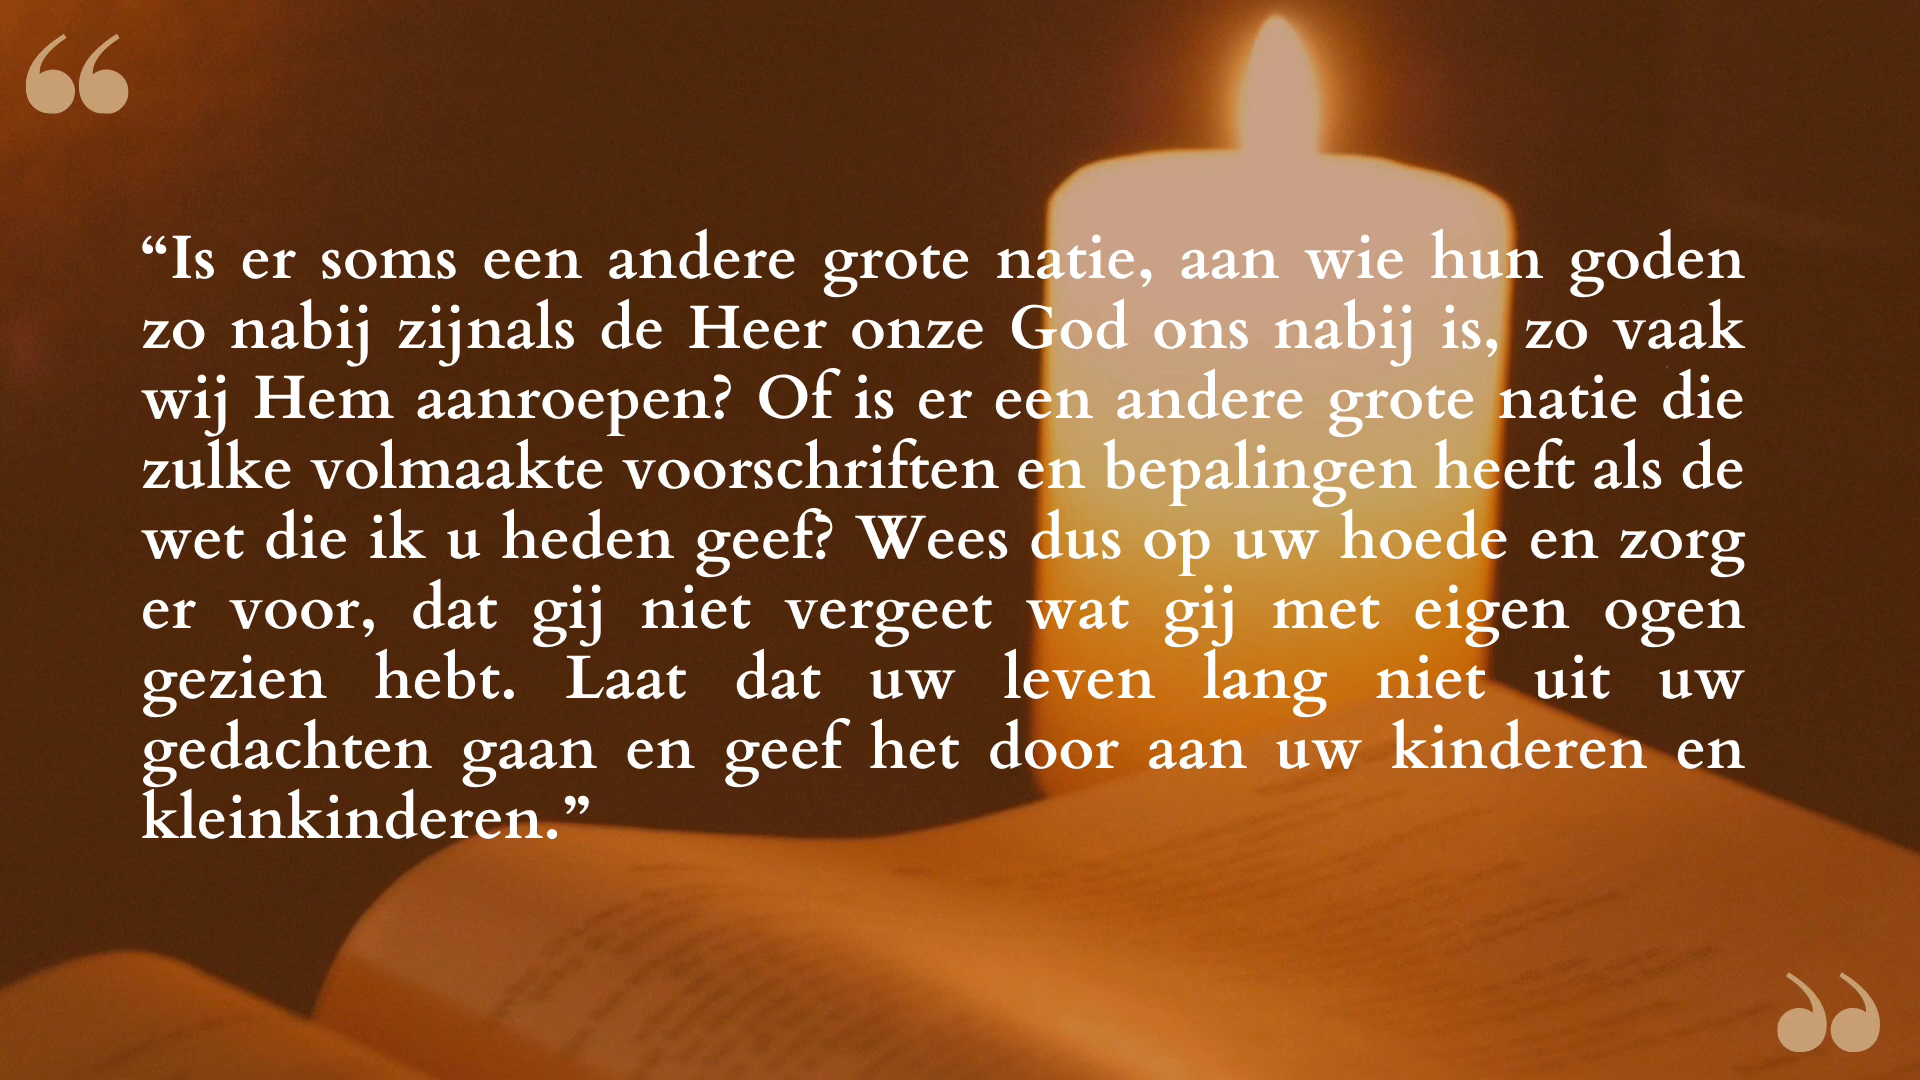 “Is er soms een andere grote natie, aan wie hun goden
zo nabij zijnals de Heer onze God ons nabij is, zo vaak
wij Hem aanroepen? Of is er een andere grote natie die
zulke volmaakte voorschriften en bepalingen heeft als de
wet die ik u heden geef? Wees dus op uw hoede en zorg
er voor, dat gij niet vergeet wat gij met eigen ogen
gezien hebt. Laat dat uw leven lang niet uit uw
gedachten gaan en geef het door aan uw kinderen en
kleinkinderen.”